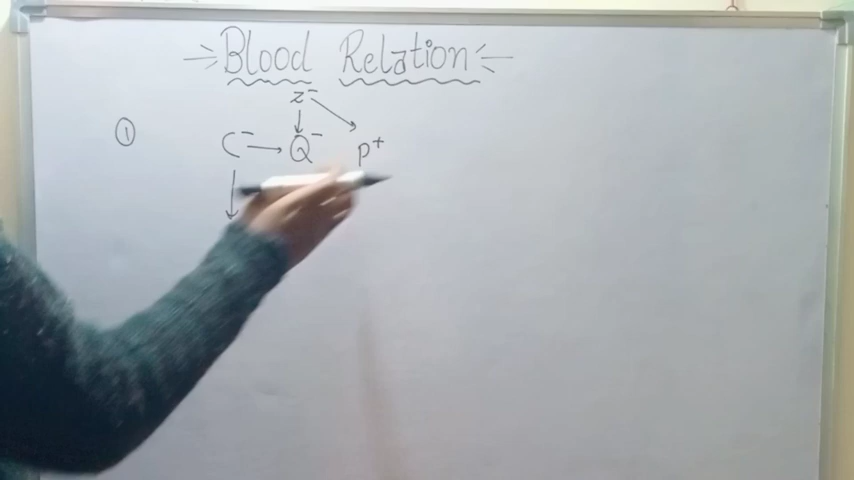 Blood Relation
z-
① C- → Q- p+